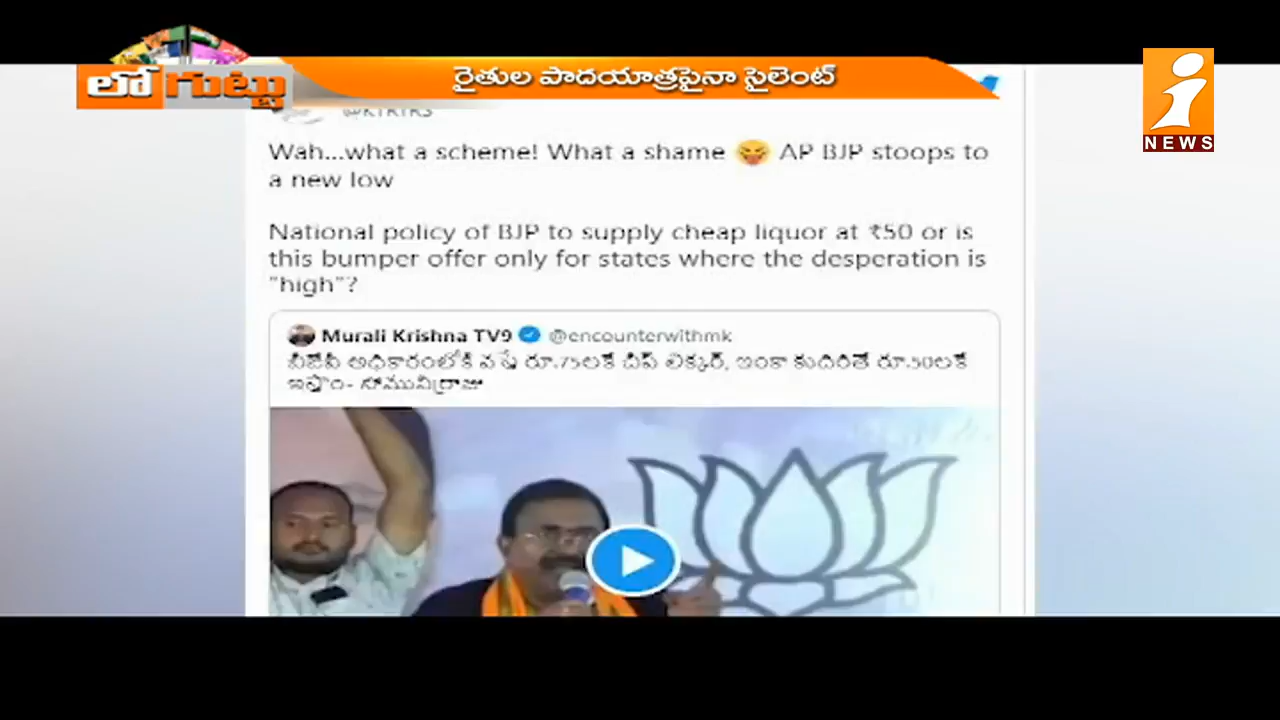 లోగుట్టు
రైతుల పాదయాత్రపైనా సైలెంట్
i
NEWS
@KTRTRS
Wah...what a scheme! What a shame 😝 AP BJP stoops to
a new low
National policy of BJP to supply cheap liquor at ₹50 or is
this bumper offer only for states where the desperation is
"high"?
Murali Krishna TV9 @encounterwithmk
బీజేపీ అధికారంలోకి వస్తే రూ.75లకే చీప్ లిక్కర్, ఇంకా కుదిరితే రూ.50లకే
ఇస్తాం- సోమువీర్రాజు